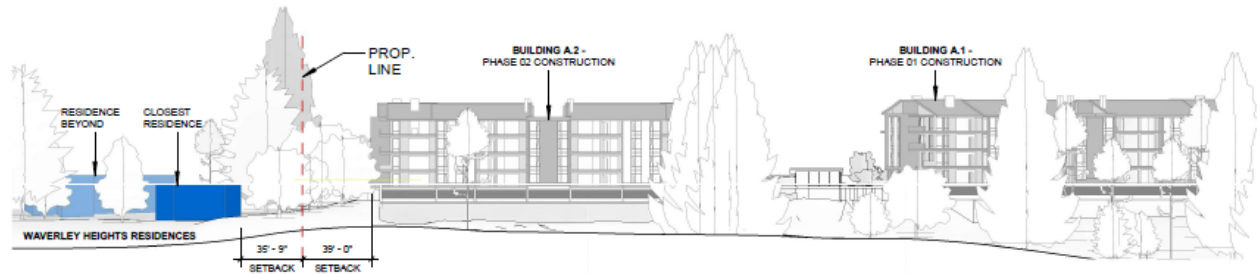 PROP.
LINE
BUILDING A.2 -
PHASE 02 CONSTRUCTION
BUILDING A.1 -
PHASE 01 CONSTRUCTION
RESIDENCE
BEYOND
CLOSEST
RESIDENCE
WAVERLEY HEIGHTS RESIDENCES
35' - 9"
SETBACK
39' - 0"
SETBACK